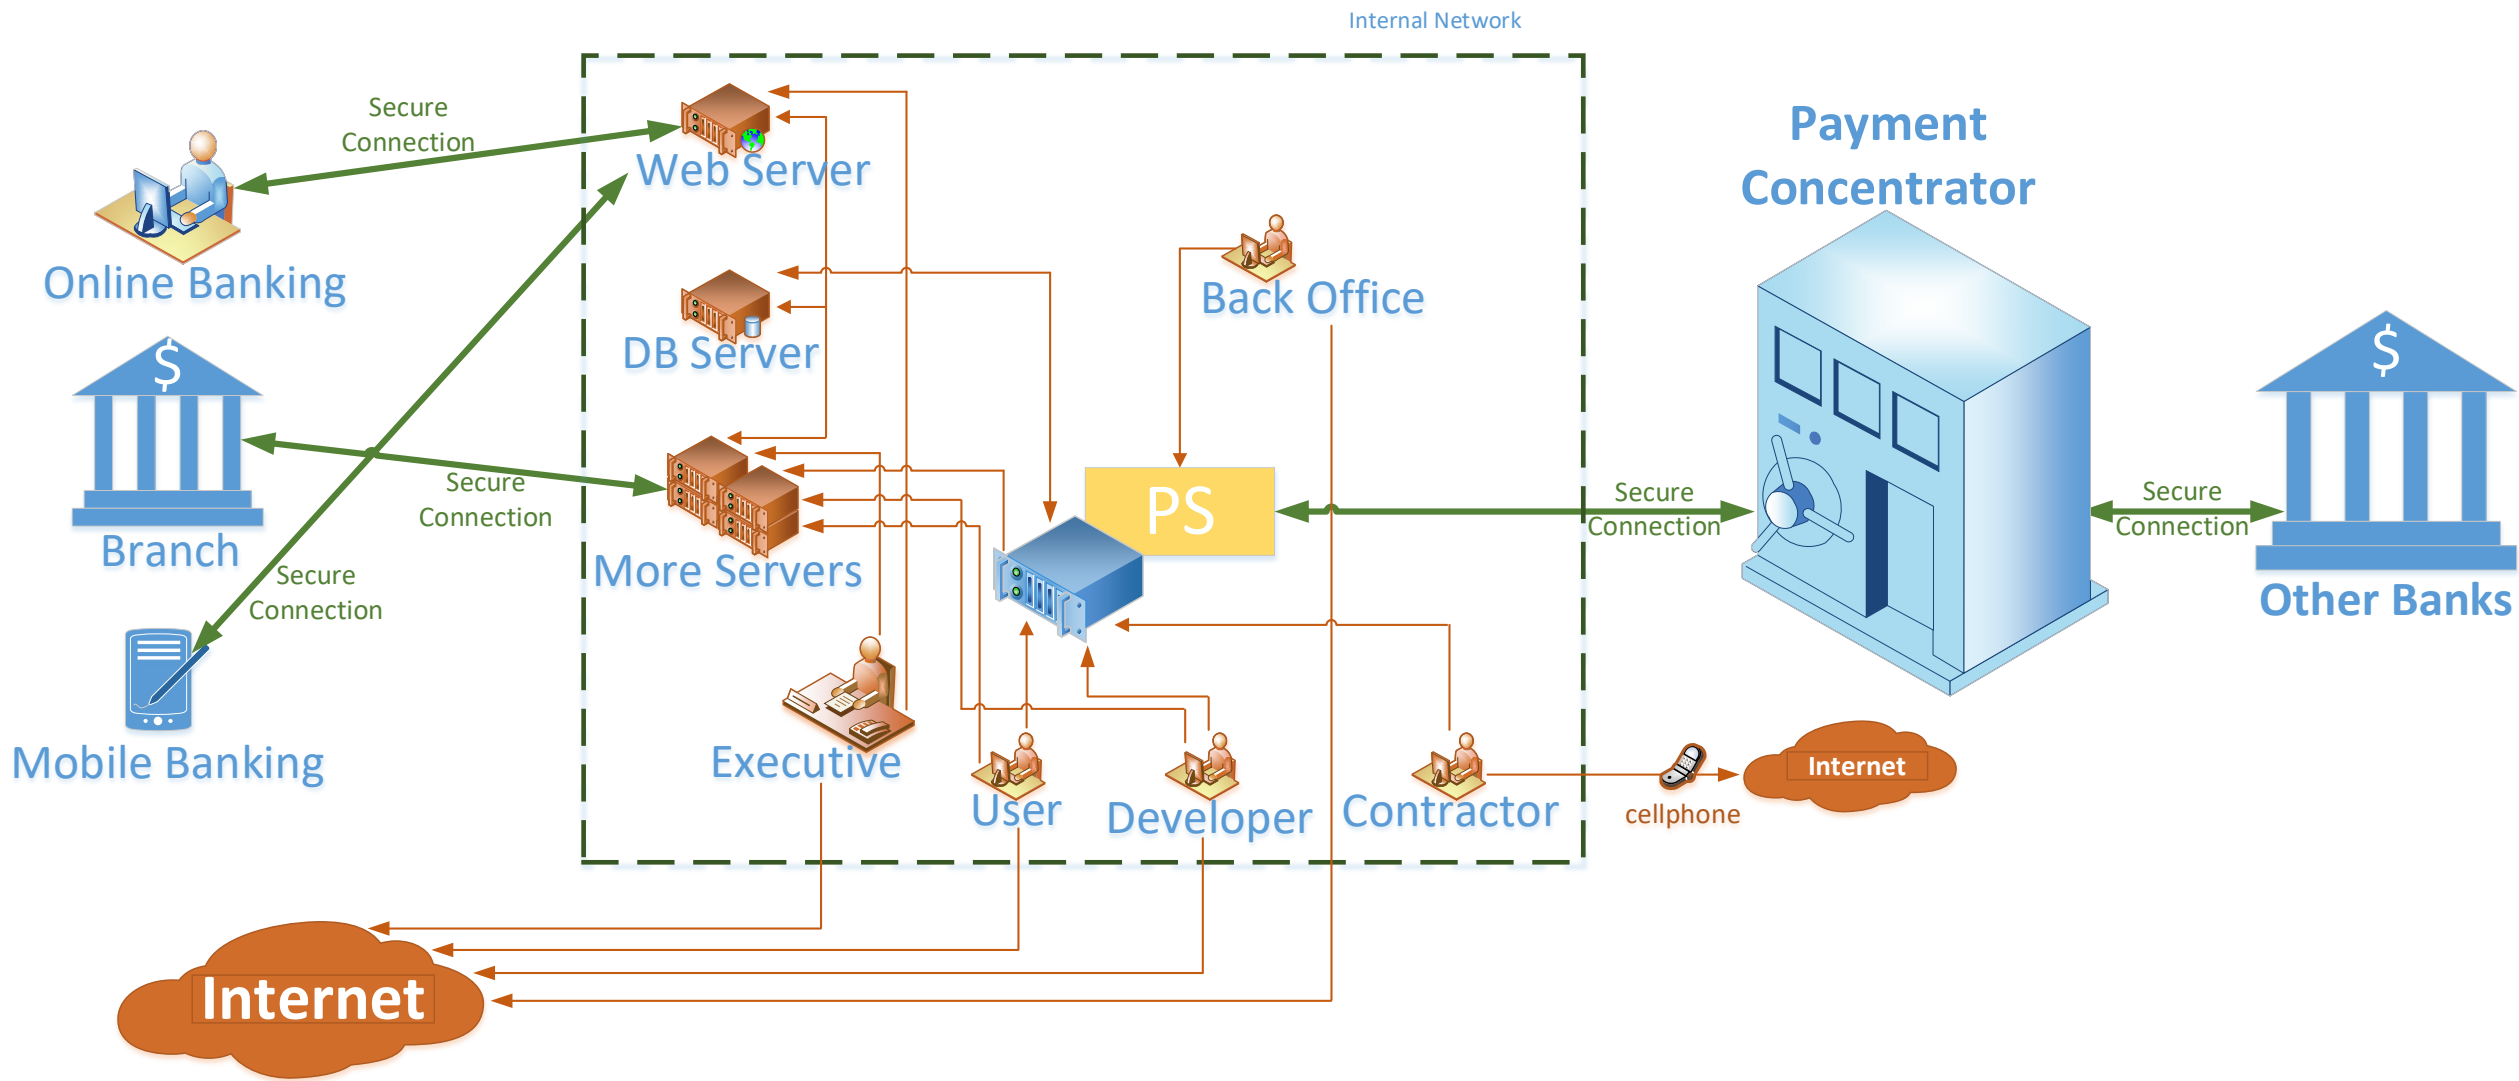 Internal Network
Secure
Connection
Web Server
Payment
Concentrator
Online Banking
Back Office
DB Server
$
$
Secure
Connection
PS
Secure
Connection
Secure
Connection
Branch
More Servers
Secure
Connection
Other Banks
Mobile Banking
Executive
User
Developer
Contractor
cellphone
Internet
Internet